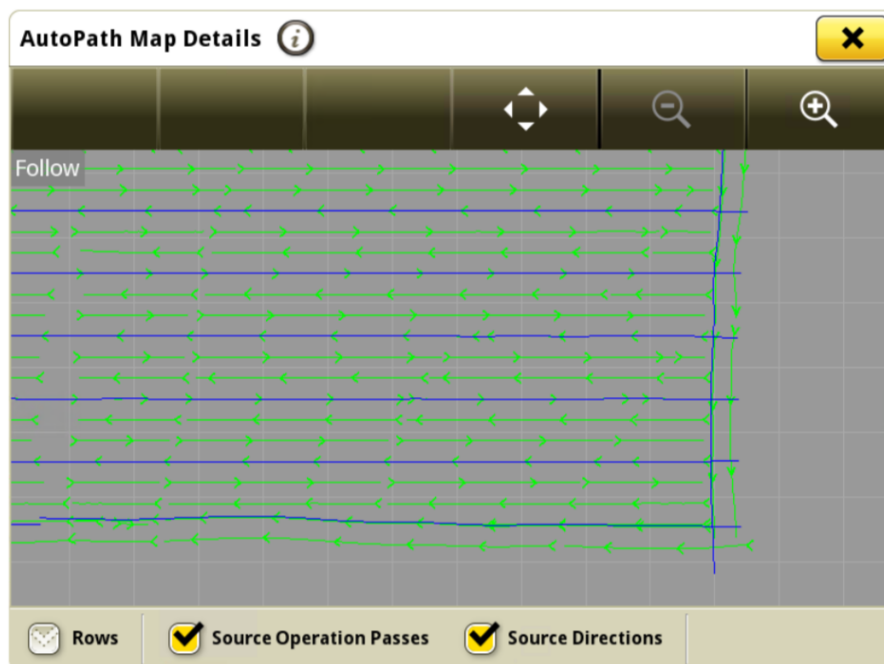 AutoPath Map Details
Follow
Rows
Source Operation Passes
Source Directions